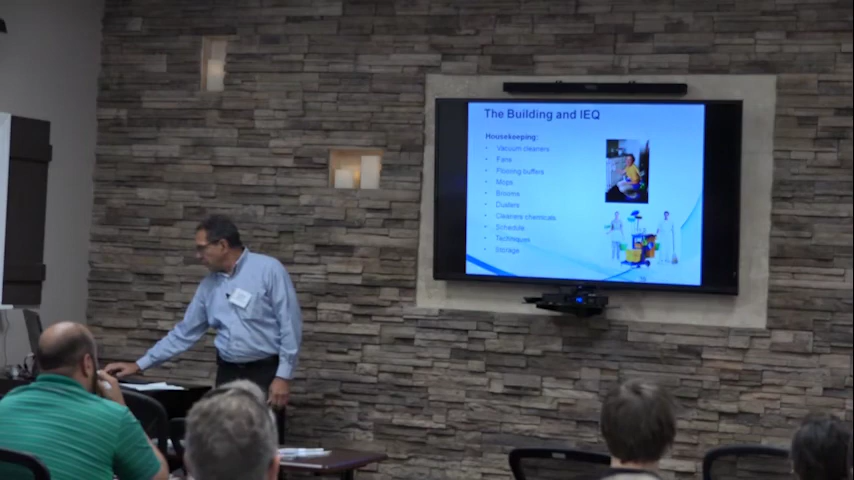 The Building and IEQ
Housekeeping:
• Vacuum cleaners
• Fans
• Flooring buffers
• Mops
• Brooms
• Dusters
• Cleaners chemicals
• Schedule
• Techniques
• Storage